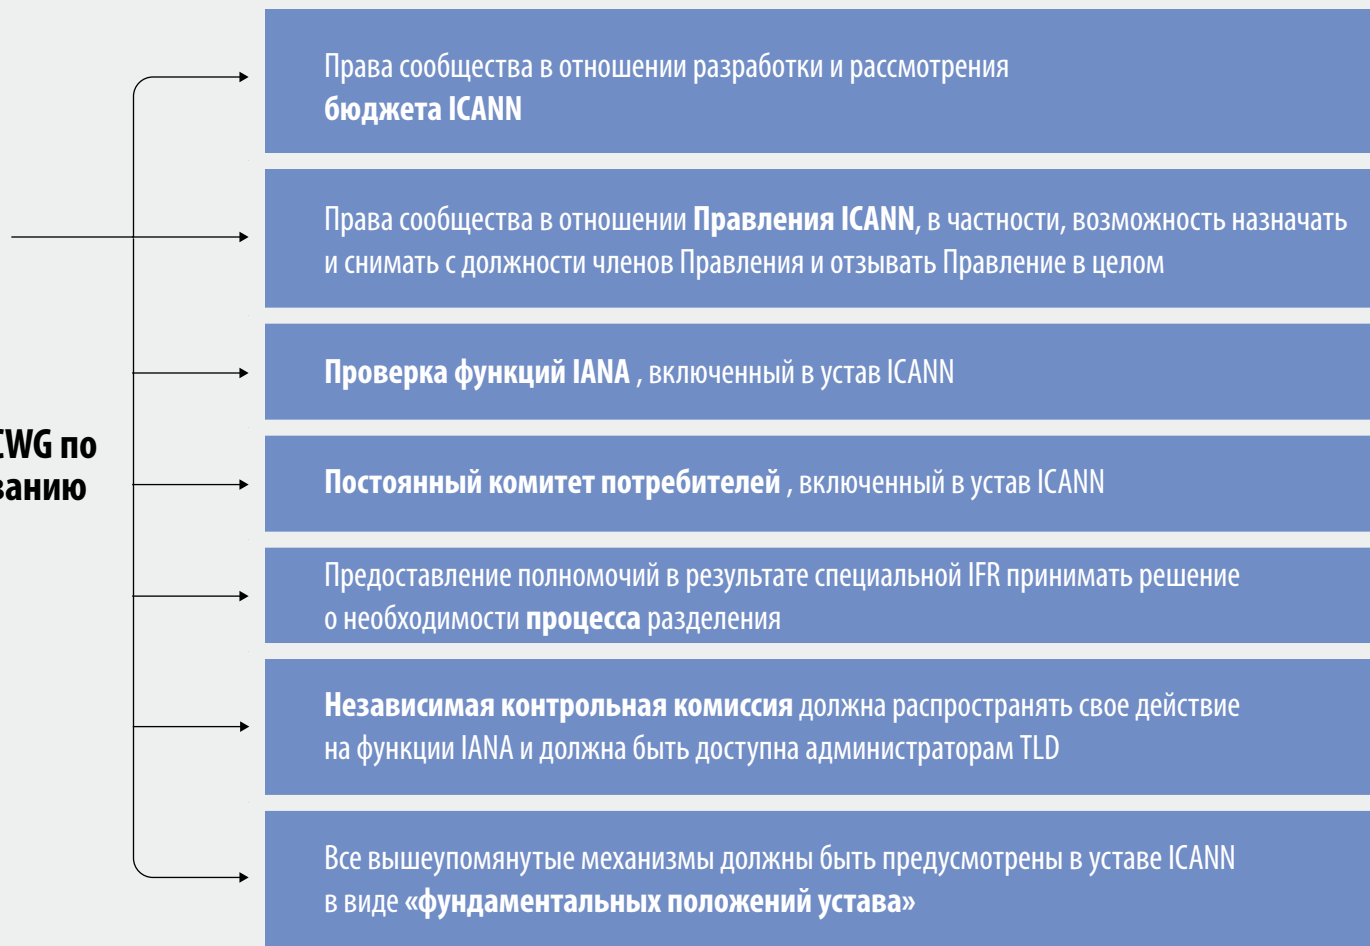 Права сообщества в отношении разработки и рассмотрения
бюджета ICANN
Права сообщества в отношении Правления ICANN, в частности, возможность назначать
и снимать с должности членов Правления и отзывать Правление в целом
Проверка функций IANA , включенный в устав ICANN
CWG по
Постоянный комитет потребителей , включенный в устав ICANN
Предоставление полномочий в результате специальной IFR принимать решение
о необходимости процесса разделения
Независимая контрольная комиссия должна распространять свое действие
на функции IANA и должна быть доступна администраторам TLD
Все вышеупомянутые механизмы должны быть предусмотрены в уставе ICANN
в виде «фундаментальных положений устава»